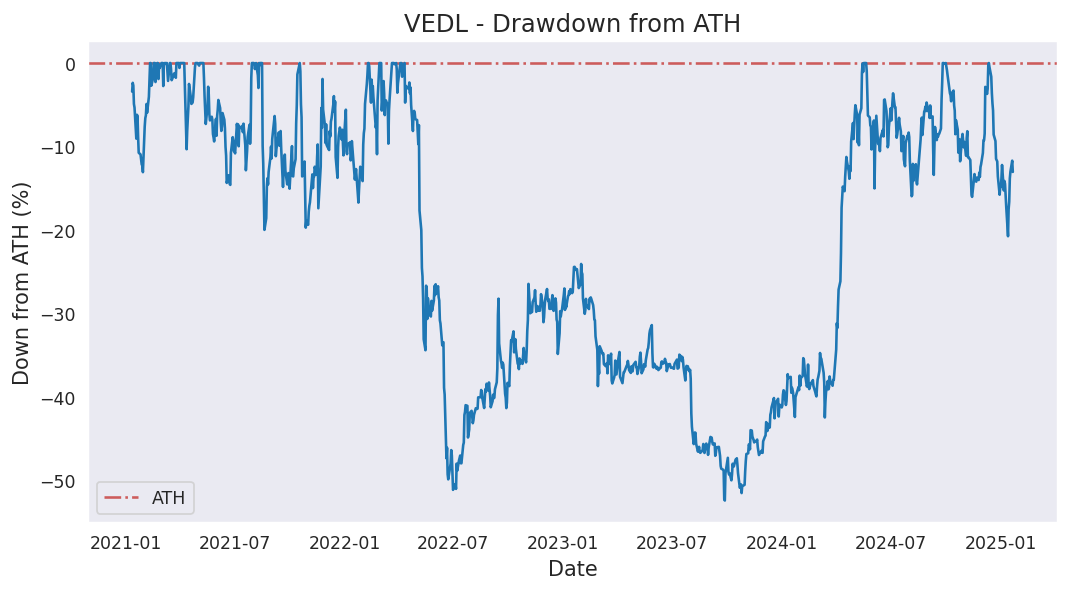 VEDL - Drawdown from ATH
Down from ATH (%)
0
−10
−20
−30
−40
−50
ATH
2021-01 2021-07 2022-01 2022-07 2023-01 2023-07 2024-01 2024-07 2025-01
Date